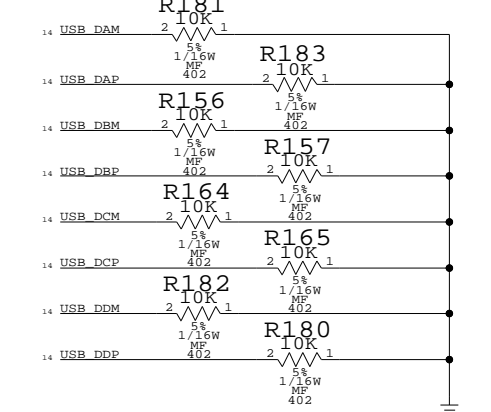 R181
10K
14 USB_DAM 2 1
5%
1/16W
MF
402
R183
10K
14 USB_DAP 2 1
5%
1/16W
MF
402
R156
10K
14 USB_DBM 2 1
5%
1/16W
MF
402
R157
10K
14 USB_DBP 2 1
5%
1/16W
MF
402
R164
10K
14 USB_DCM 2 1
5%
1/16W
MF
402
R165
10K
14 USB_DCP 2 1
5%
1/16W
MF
402
R182
10K
14 USB_DDM 2 1
5%
1/16W
MF
402
R180
10K
14 USB_DDP 2 1
5%
1/16W
MF
402